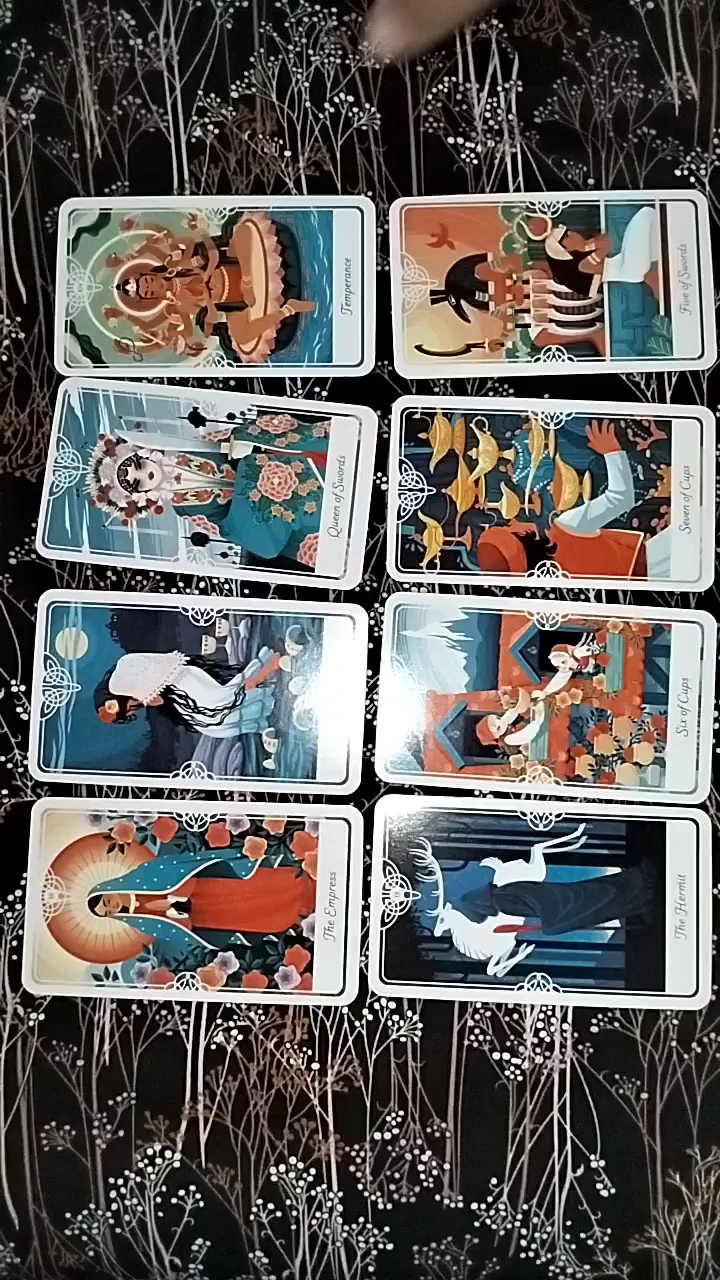 The Empress
Queen of Swords
Temperance
The Hermit
Six of Cups
Seven of Cups
Five of Swords